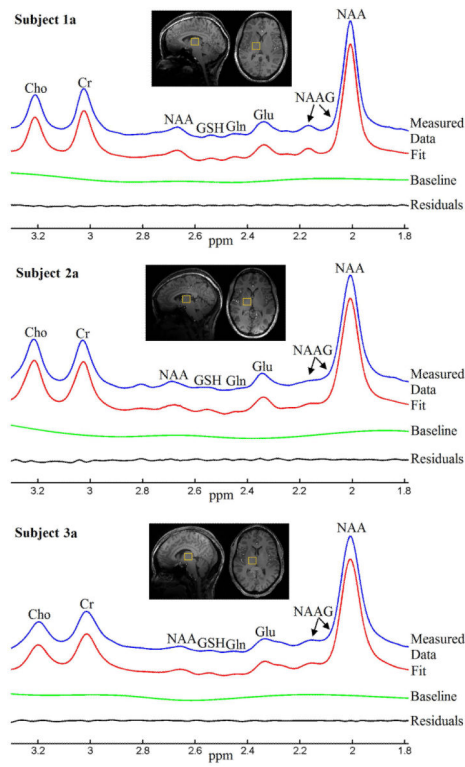 Subject 1a
NAA
Cho
Cr
NAAG
NAA
GSH
Gln
Glu
Measured
Data
Fit
Baseline
Residuals
3.2 3 2.8 2.6 2.4 2.2 2 1.8
ppm
Subject 2a
NAA
Cho
Cr
NAAG
NAA
GSH
Gln
Glu
Measured
Data
Fit
Baseline
Residuals
3.2 3 2.8 2.6 2.4 2.2 2 1.8
ppm
Subject 3a
NAA
Cho
Cr
NAAG
NAA
GSH
Gln
Glu
Measured
Data
Fit
Baseline
Residuals
3.2 3 2.8 2.6 2.4 2.2 2 1.8
ppm